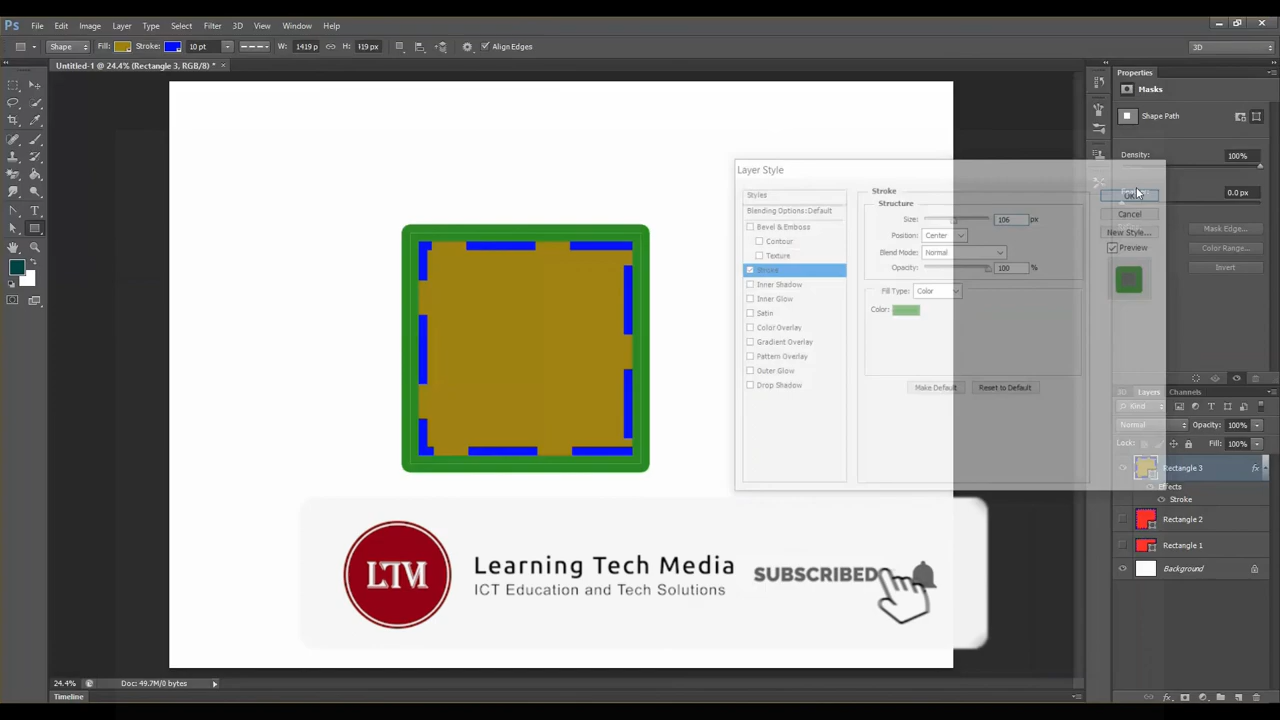 Ps File Edit Image Layer Type Select Filter 3D View Window Help
Shape Fill: Stroke: 10 pt W: 1419 p H: 419 px Align Edges 3D
Untitled-1 @ 24.4% (Rectangle 3, RGB/8) * ×
Properties
Masks
Shape Path
Density: 100%
0.0 px
Mask Edge...
Color Range...
Invert
Layer Style
Styles
Blending Options:Default
Bevel & Emboss
Contour
Texture
Stroke
Inner Shadow
Inner Glow
Satin
Color Overlay
Gradient Overlay
Pattern Overlay
Outer Glow
Drop Shadow
Stroke
Structure
Size: 106 px
Position: Center
Blend Mode: Normal
Opacity: 100 %
Fill Type: Color
Color:
Make Default Reset to Default
OK
Cancel
New Style...
Preview
3D Layers Channels
Kind
Normal Opacity: 100%
Lock: Fill: 100%
Rectangle 3 fx
Effects
Stroke
Rectangle 2
Rectangle 1
Background
LTM
Learning Tech Media
ICT Education and Tech Solutions
SUBSCRIBED
24.4% Doc: 49.7M/0 bytes
Timeline